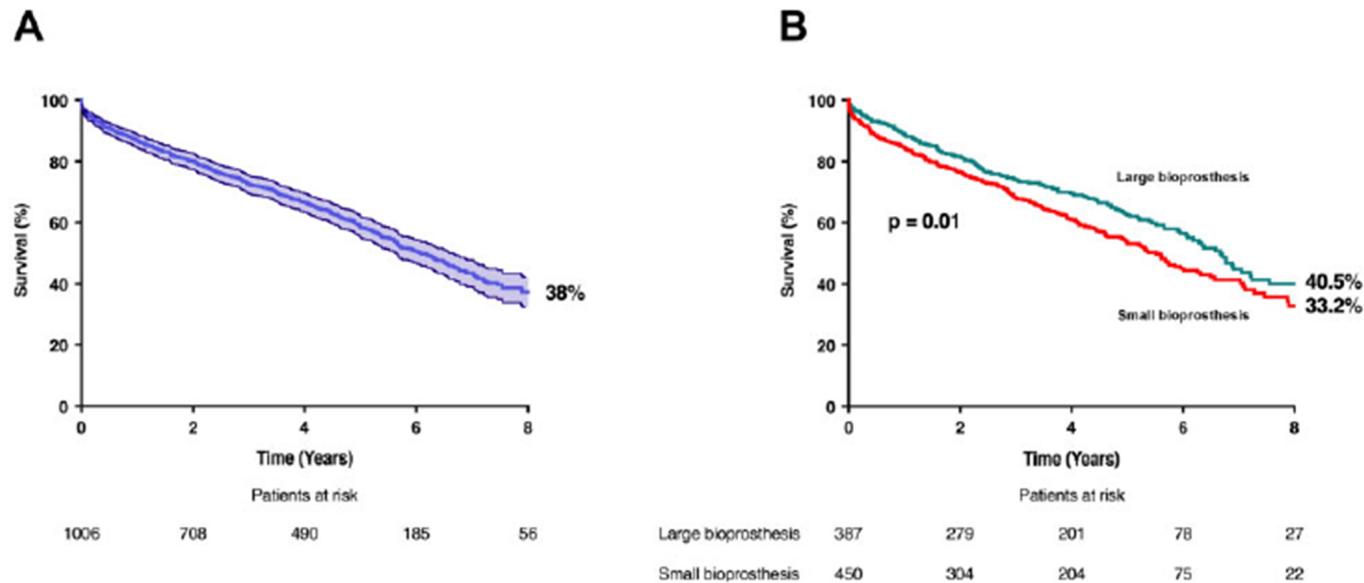 A
100
80
60
40
20
0
Survival (%)
38%
0 2 4 6 8
Time (Years)
Patients at risk
1006 708 490 185 56
B
100
80
60
40
20
0
Survival (%)
Large bioprosthesis
p = 0.01
Small bioprosthesis
40.5%
33.2%
0 2 4 6 8
Time (Years)
Patients at risk
Large bioprosthesis 387 279 201 78 27
Small bioprosthesis 450 304 204 75 22